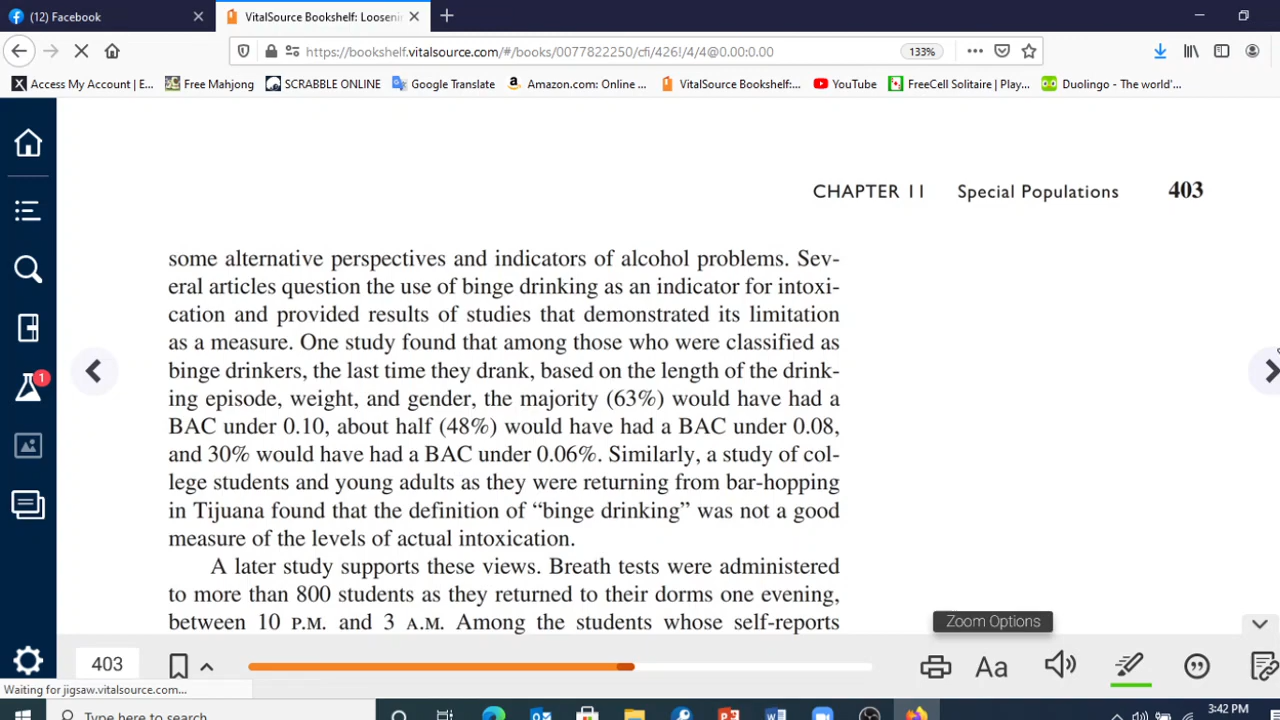 (12) Facebook
VitalSource Bookshelf: Loosenin
https://bookshelf.vitalsource.com/#/books/0077822250/cfi/426!/4/4@0.00:0.00
133%
Access My Account | E...
Free Mahjong
SCRABBLE ONLINE
Google Translate
Amazon.com: Online ...
VitalSource Bookshelf:...
YouTube
FreeCell Solitaire | Play...
Duolingo - The world'...
CHAPTER 11 Special Populations 403
some alternative perspectives and indicators of alcohol problems. Sev-
eral articles question the use of binge drinking as an indicator for intoxi-
cation and provided results of studies that demonstrated its limitation
as a measure. One study found that among those who were classified as
binge drinkers, the last time they drank, based on the length of the drink-
ing episode, weight, and gender, the majority (63%) would have had a
BAC under 0.10, about half (48%) would have had a BAC under 0.08,
and 30% would have had a BAC under 0.06%. Similarly, a study of col-
lege students and young adults as they were returning from bar-hopping
in Tijuana found that the definition of “binge drinking” was not a good
measure of the levels of actual intoxication.
A later study supports these views. Breath tests were administered
to more than 800 students as they returned to their dorms one evening,
between 10 P.M. and 3 A.M. Among the students whose self-reports
1
Zoom Options
403
Aa
Waiting for jigsaw.vitalsource.com...
Type here to search
3:42 PM